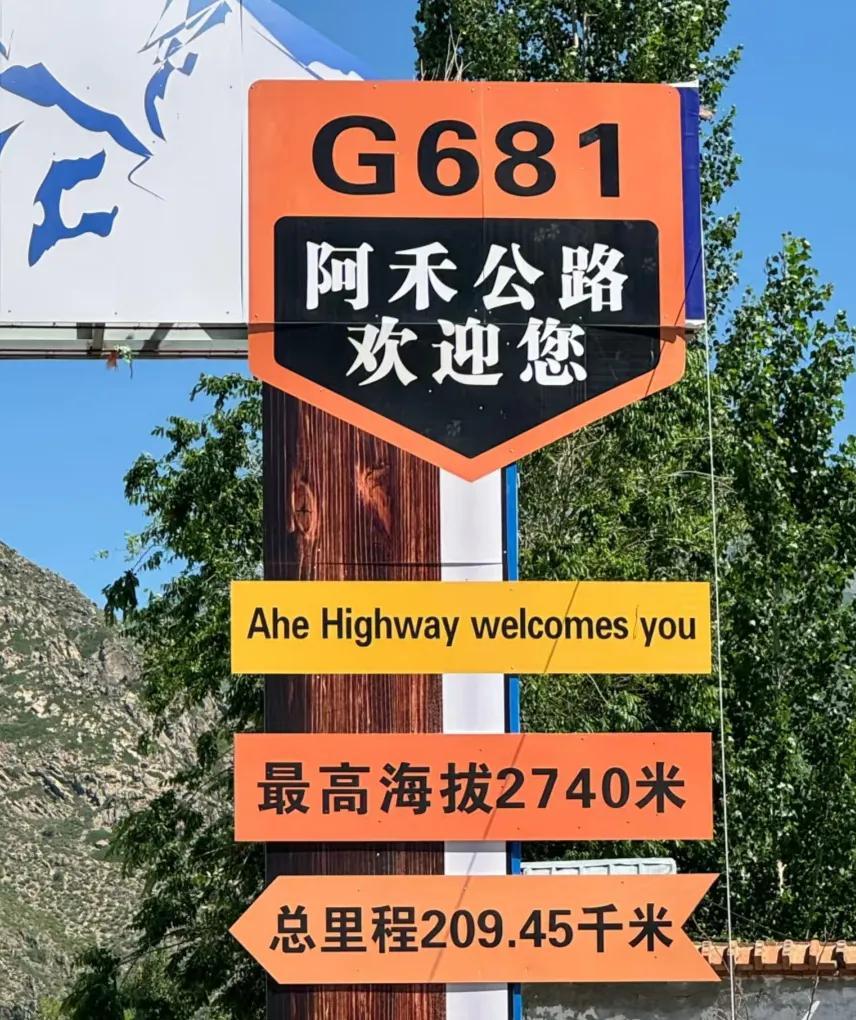 G681
阿禾公路
欢迎您
Ahe Highway welcomes you
最高海拔2740米
总里程209.45千米